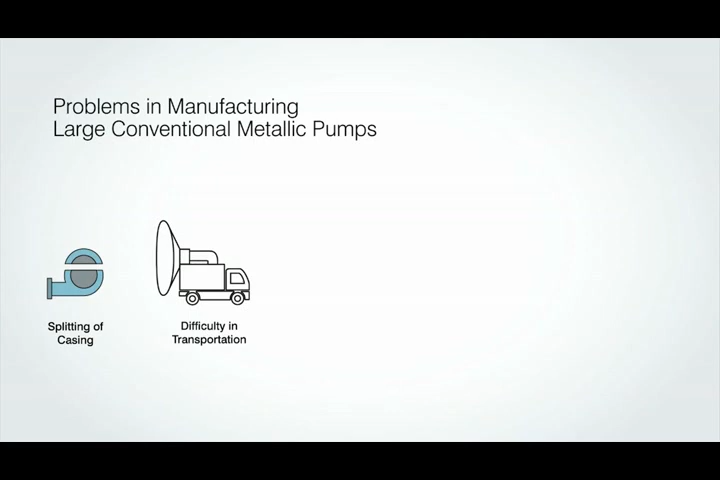 Problems in Manufacturing
Large Conventional Metallic Pumps
Splitting of
Casing
Difficulty in
Transportation